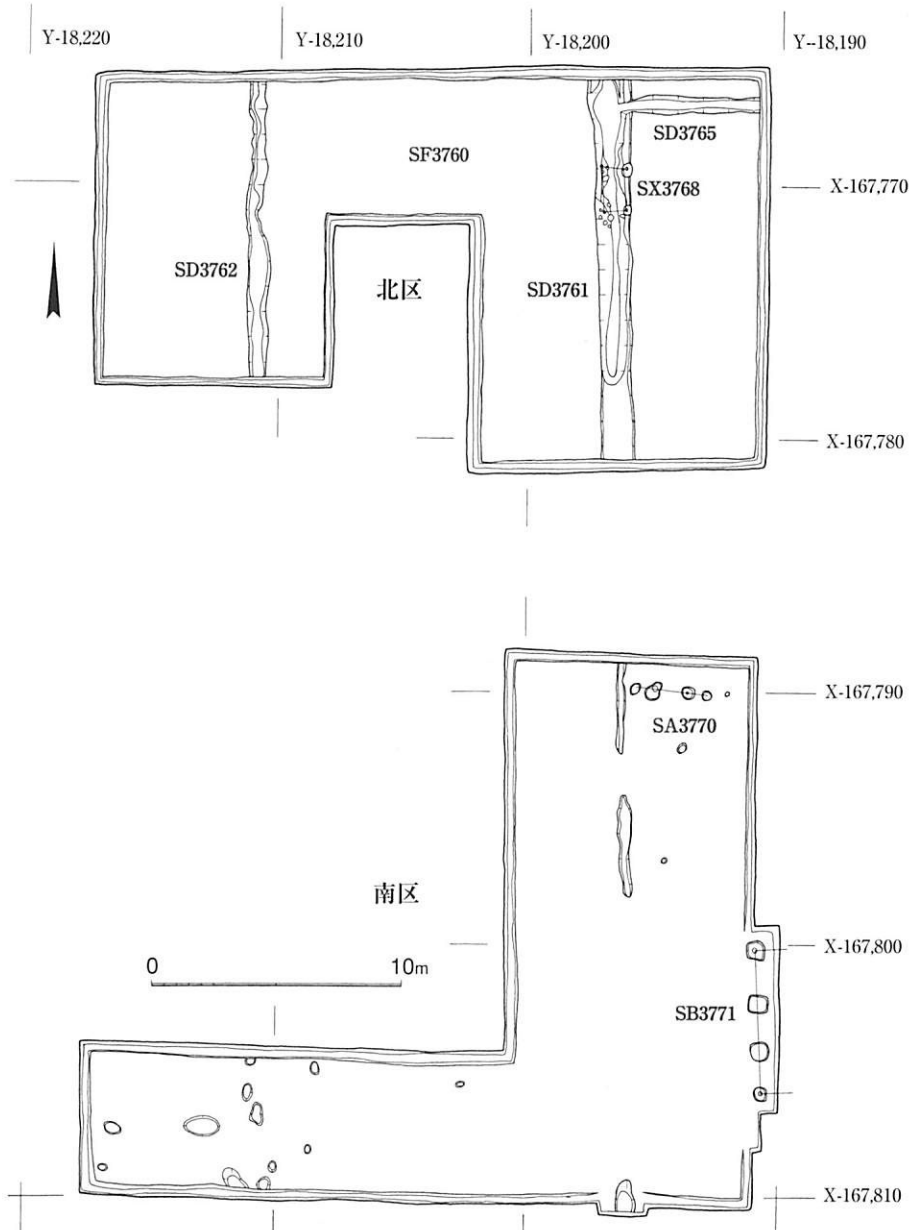 Y-18,220
Y-18,210
Y-18,200
Y--18,190
SD3765
SF3760
SX3768
X-167,770
SD3762
北区
SD3761
X-167,780
X-167,790
SA3770
南区
X-167,800
0
10m
SB3771
X-167,810